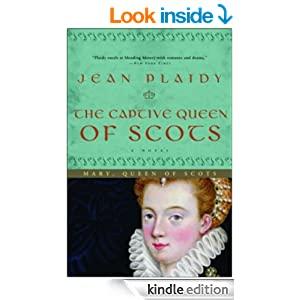 Look inside
"Plaidy excels at blending history with romance and drama."
—New York Times
JEAN PLAIDY
THE CAPTIVE QUEEN
OF SCOTS
A NOVEL
MARY, QUEEN OF SCOTS
kindle edition